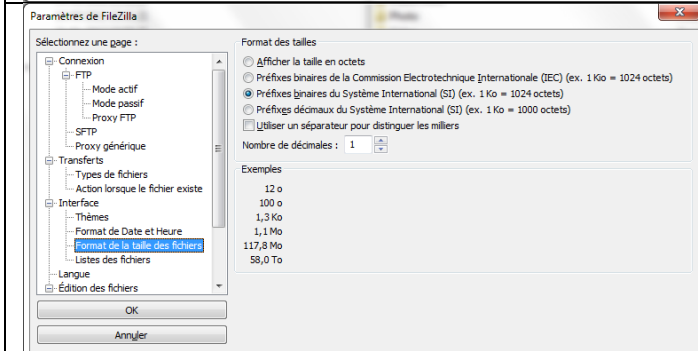 Paramètres de FileZilla
Sélectionnez une page :
Connexion
FTP
Mode actif
Mode passif
Proxy FTP
SFTP
Proxy générique
Transferts
Types de fichiers
Action lorsque le fichier existe
Interface
Thèmes
Format de Date et Heure
Format de la taille des fichiers
Listes des fichiers
Langue
Édition des fichiers
OK
Annuler
Format des tailles
Afficher la taille en octets
Préfixes binaires de la Commission Electrotechnique Internationale (IEC) (ex. 1 Kio = 1024 octets)
Préfixes binaires du Système International (SI) (ex. 1 Kio = 1024 octets)
Préfixes décimaux du Système International (SI) (ex. 1 Kio = 1000 octets)
Utiliser un séparateur pour distinguer les milliers
Nombre de décimales : 1
Exemples
12 o
100 o
1,3 Ko
1,1 Mo
117,8 Mo
58,0 To